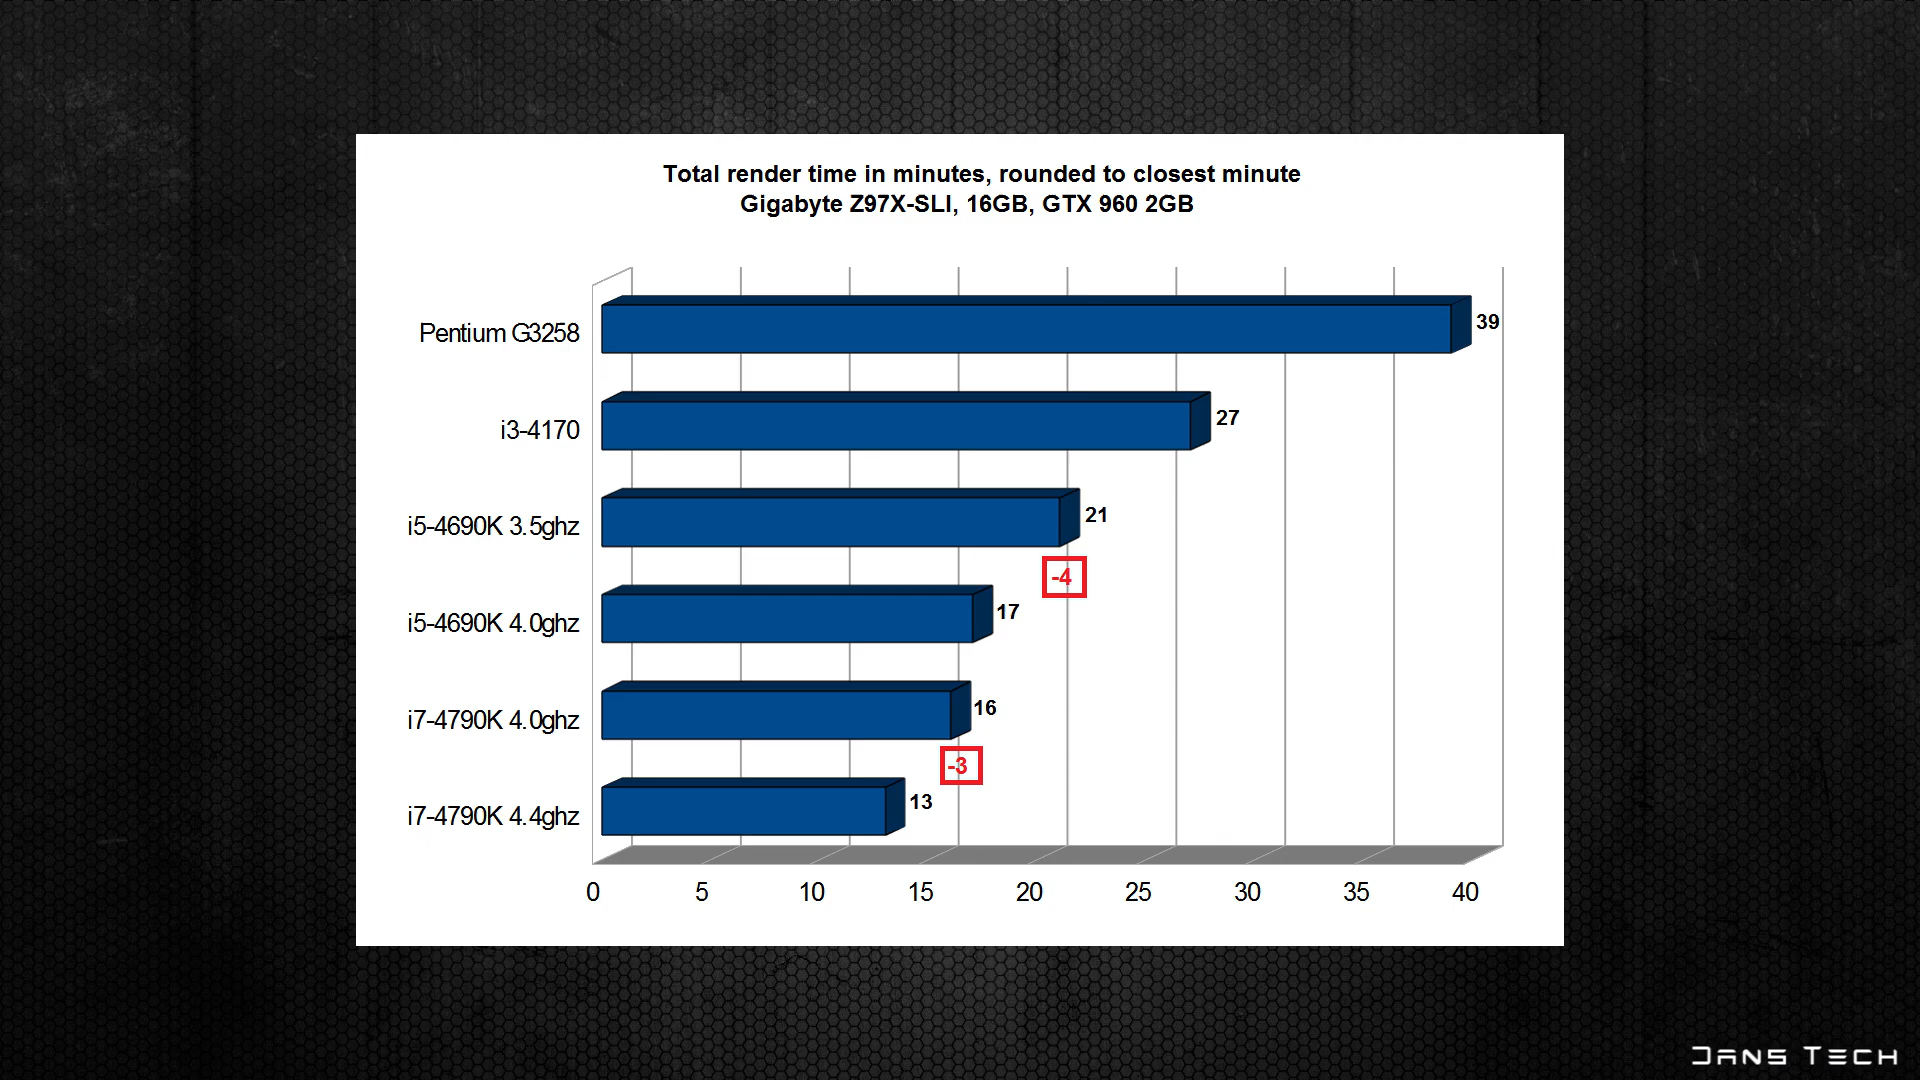 Total render time in minutes, rounded to closest minute
Gigabyte Z97X-SLI, 16GB, GTX 960 2GB
Pentium G3258 39
i3-4170 27
i5-4690K 3.5ghz 21
-4
i5-4690K 4.0ghz 17
i7-4790K 4.0ghz 16
-3
i7-4790K 4.4ghz 13
0 5 10 15 20 25 30 35 40
DANS TECH